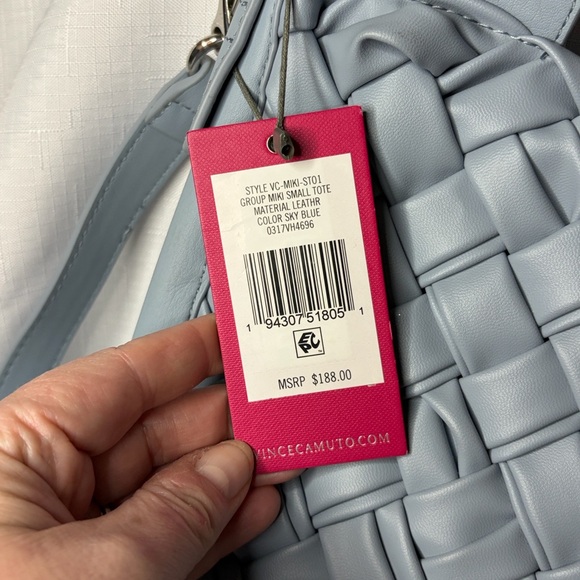 STYLE VC-MIKI-ST01
GROUP MIKI SMALL TOTE
MATERIAL LEATHR
COLOR SKY BLUE
0317VH4696
1 94307 51805 1
EPC
MSRP $188.00
VINCECAMUTO.COM